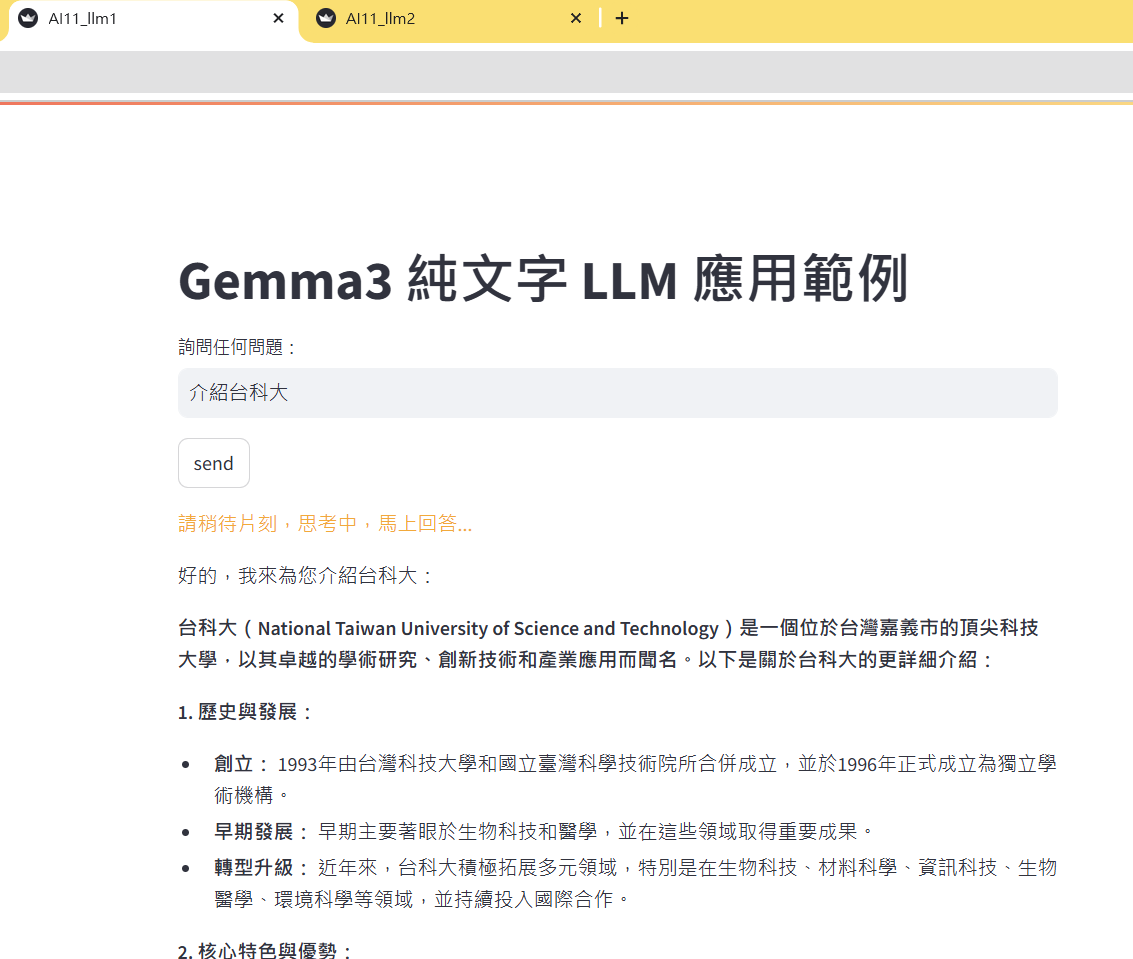 AI11_llm1
AI11_llm2
Gemma3 純文字 LLM 應用範例
詢問任何問題：
介紹台科大
send
請稍待片刻，思考中，馬上回答...
好的，我來為您介紹台科大：
台科大（National Taiwan University of Science and Technology）是一個位於台灣嘉義市的頂尖科技
大學，以其卓越的學術研究、創新技術和產業應用而聞名。以下是關於台科大的更詳細介紹：
1. 歷史與發展：
創立： 1993年由台灣科技大學和國立臺灣科學技術院所合併成立，並於1996年正式成立為獨立學
術機構。
早期發展： 早期主要著眼於生物科技和醫學，並在這些領域取得重要成果。
轉型升級： 近年來，台科大積極拓展多元領域，特別是在生物科技、材料科學、資訊科技、生物
醫學、環境科學等領域，並持續投入國際合作。
2. 核心特色與優勢：